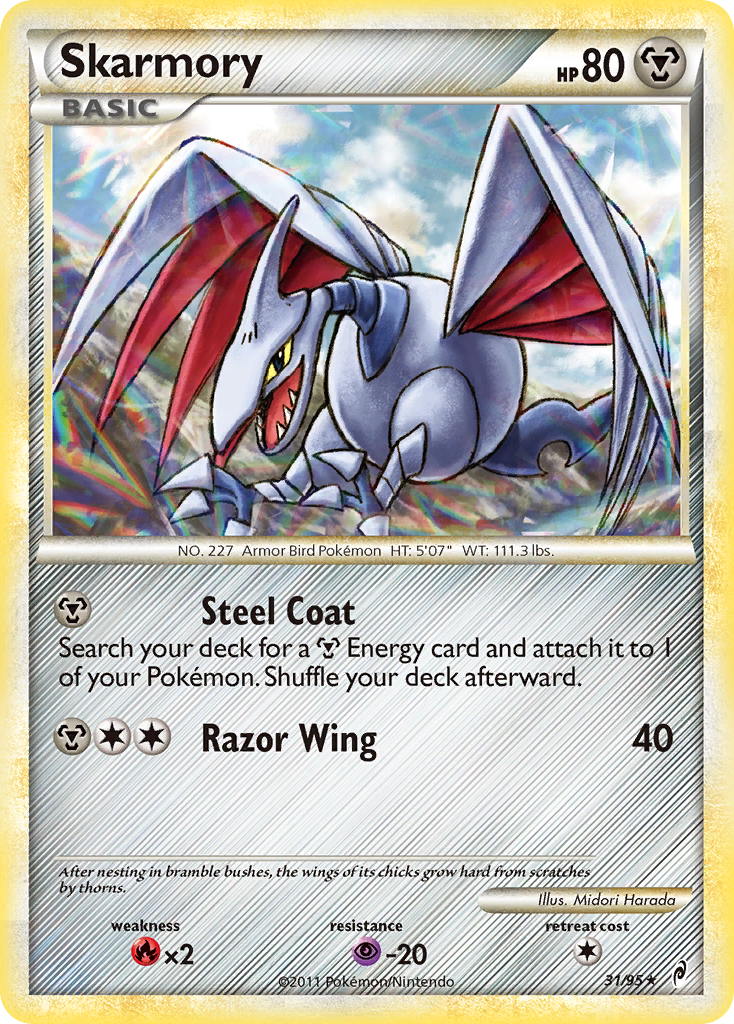 Skarmory
HP 80
BASIC
NO. 227 Armor Bird Pokémon HT: 5'07" WT: 111.3 lbs.
Steel Coat
Search your deck for a Energy card and attach it to 1
of your Pokémon. Shuffle your deck afterward.
Razor Wing 40
After nesting in bramble bushes, the wings of its chicks grow hard from scratches
by thorns.
Illus. Midori Harada
weakness resistance retreat cost
×2 -20
©2011 Pokémon/Nintendo 31/95★